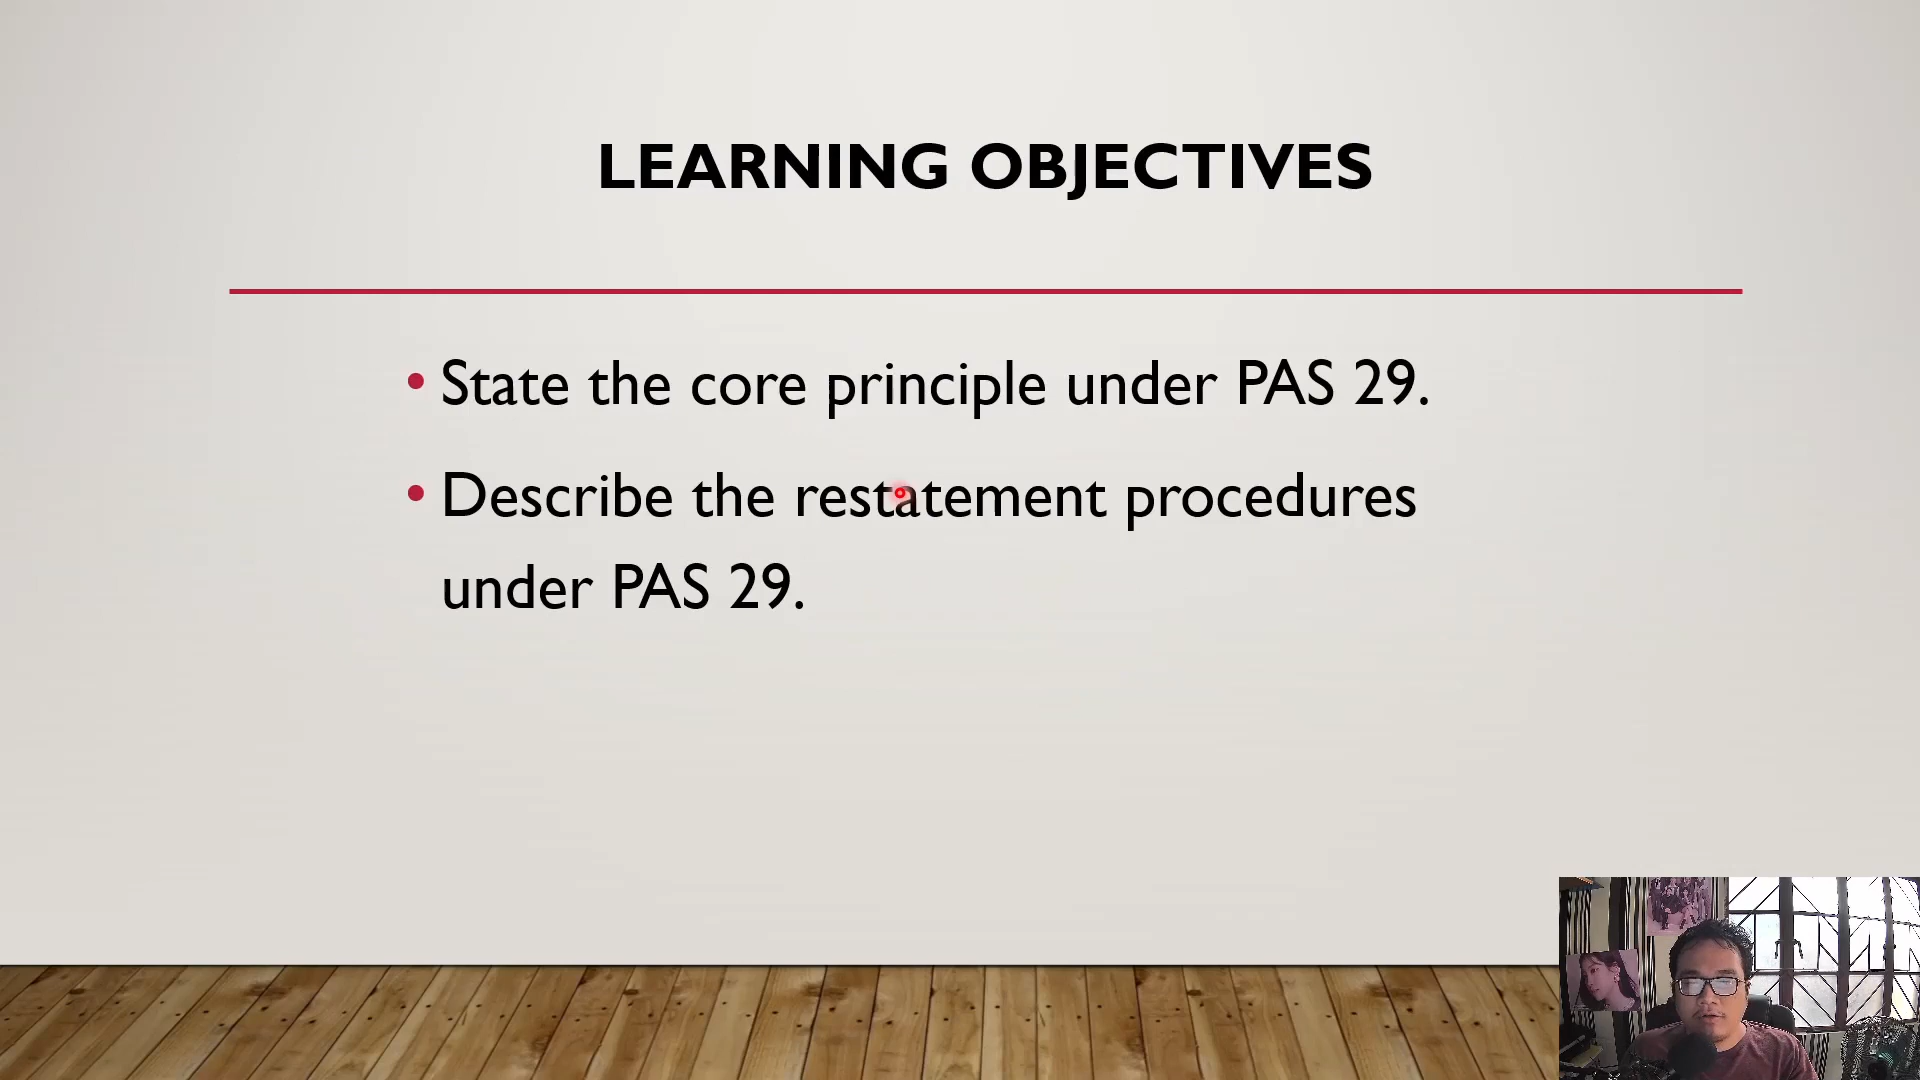 LEARNING OBJECTIVES
• State the core principle under PAS 29.
• Describe the restatement procedures
under PAS 29.